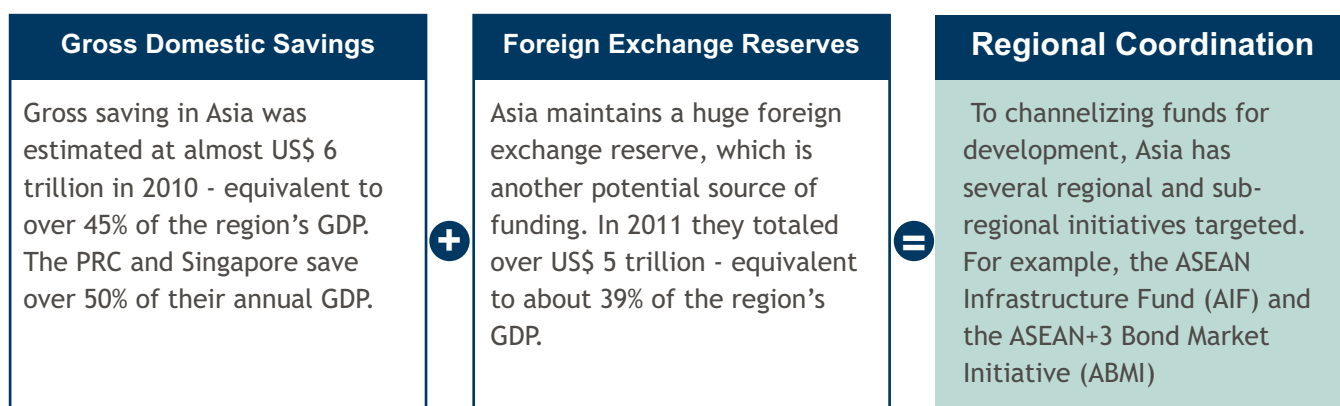 Gross Domestic Savings
Gross saving in Asia was
estimated at almost US$ 6
trillion in 2010 - equivalent to
over 45% of the region’s GDP.
The PRC and Singapore save
over 50% of their annual GDP.
+
Foreign Exchange Reserves
Asia maintains a huge foreign
exchange reserve, which is
another potential source of
funding. In 2011 they totaled
over US$ 5 trillion - equivalent
to about 39% of the region’s
GDP.
=
Regional Coordination
To channelizing funds for
development, Asia has
several regional and sub-
regional initiatives targeted.
For example, the ASEAN
Infrastructure Fund (AIF) and
the ASEAN+3 Bond Market
Initiative (ABMI)